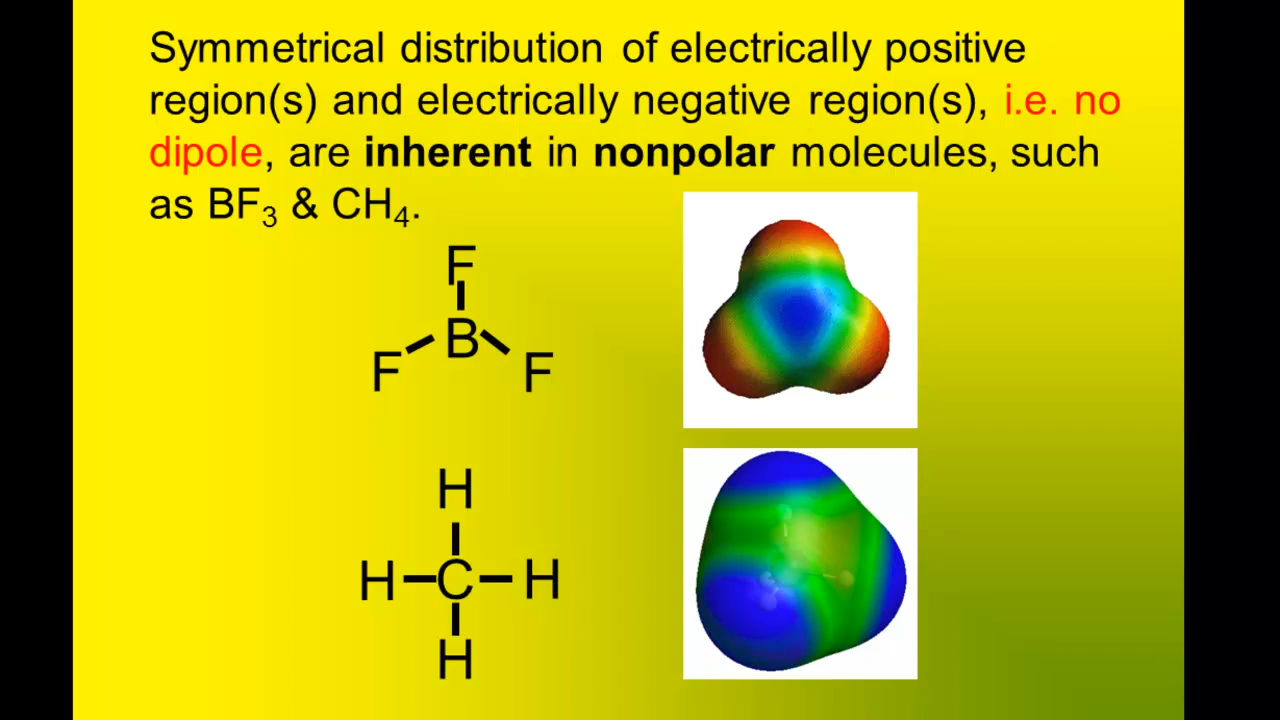 Symmetrical distribution of electrically positive
region(s) and electrically negative region(s), i.e. no
dipole, are inherent in nonpolar molecules, such
as BF₃ & CH₄.
F
B
F F
H
H C H
H